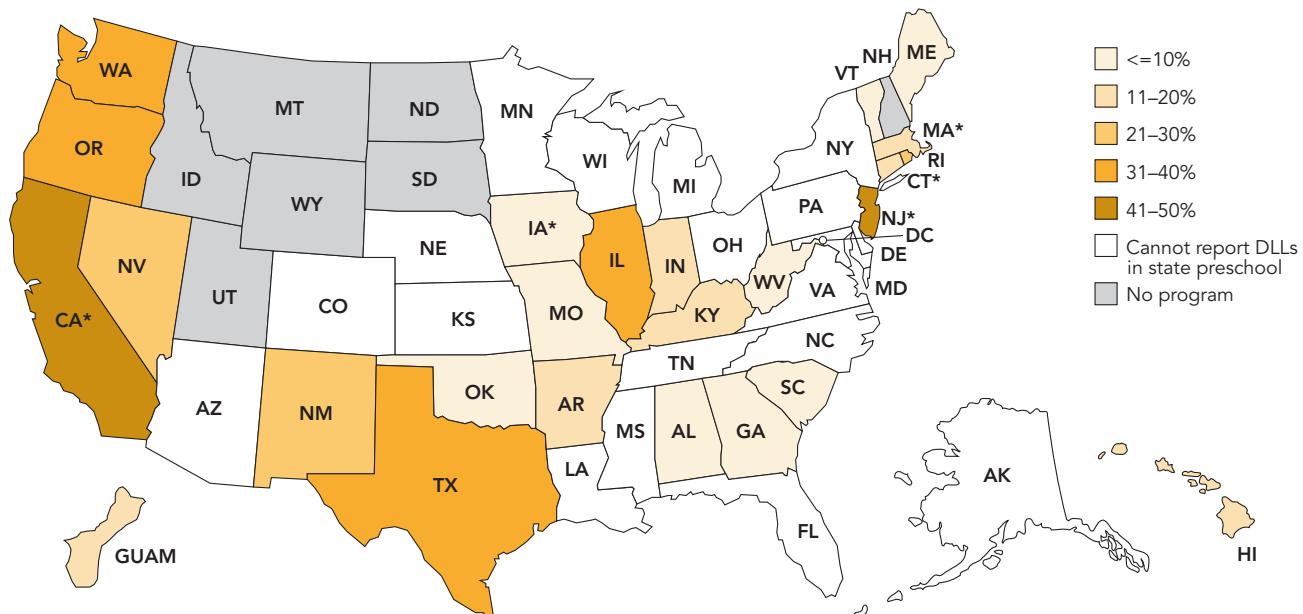 WA
OR
CA*
NV
ID
MT
WY
UT
AZ
NM
CO
ND
SD
NE
KS
OK
TX
MN
IA*
MO
AR
LA
WI
IL
MI
IN
OH
KY
TN
MS
AL
GA
FL
SC
NC
VA
WV
PA
NY
VT
NH
ME
MA*
RI
CT*
NJ*
DC
DE
MD
AK
HI
GUAM
<=10%
11–20%
21–30%
31–40%
41–50%
Cannot report DLLs
in state preschool
No program